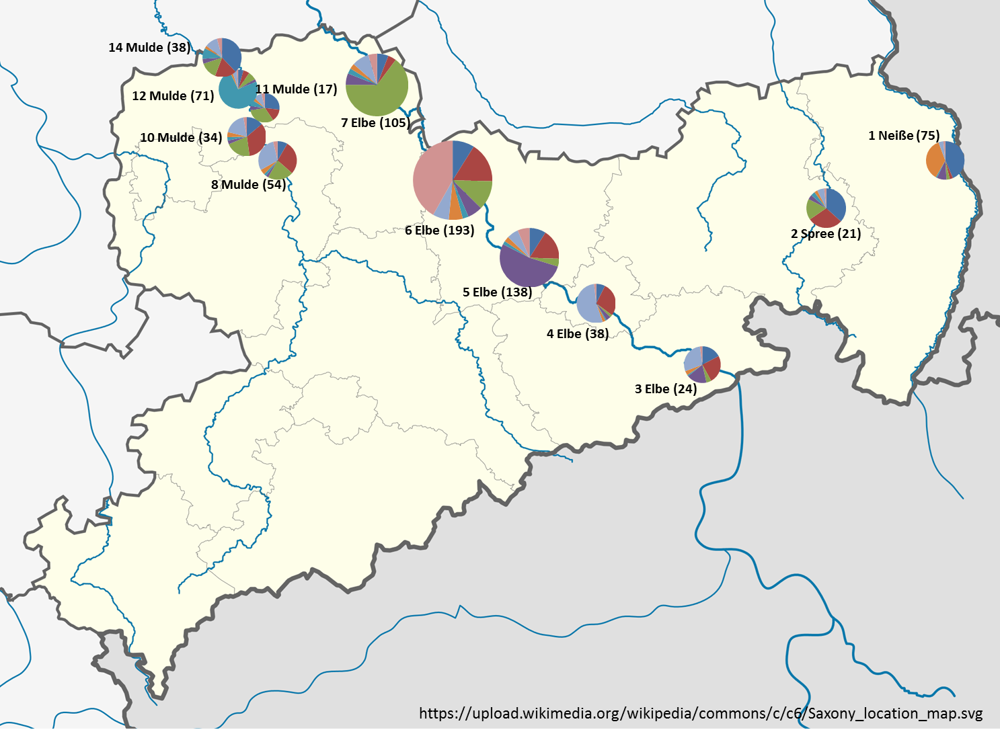 14 Mulde (38)
12 Mulde (71)
11 Mulde (17)
7 Elbe (105)
10 Mulde (34)
1 Neiße (75)
8 Mulde (54)
6 Elbe (193)
2 Spree (21)
5 Elbe (138)
4 Elbe (38)
3 Elbe (24)
https://upload.wikimedia.org/wikipedia/commons/c/c6/Saxony_location_map.svg